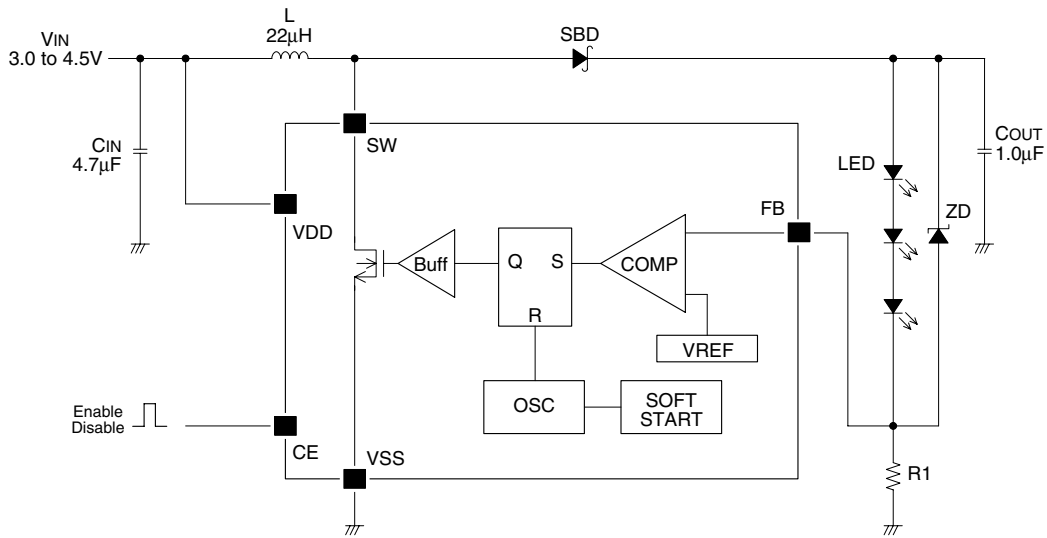 L
22μH
SBD
VIN
3.0 to 4.5V
CIN
4.7μF
SW
COUT
1.0μF
LED
ZD
FB
VDD
Buff
Q
S
R
COMP
VREF
OSC
SOFT
START
Enable
Disable
CE
VSS
R1